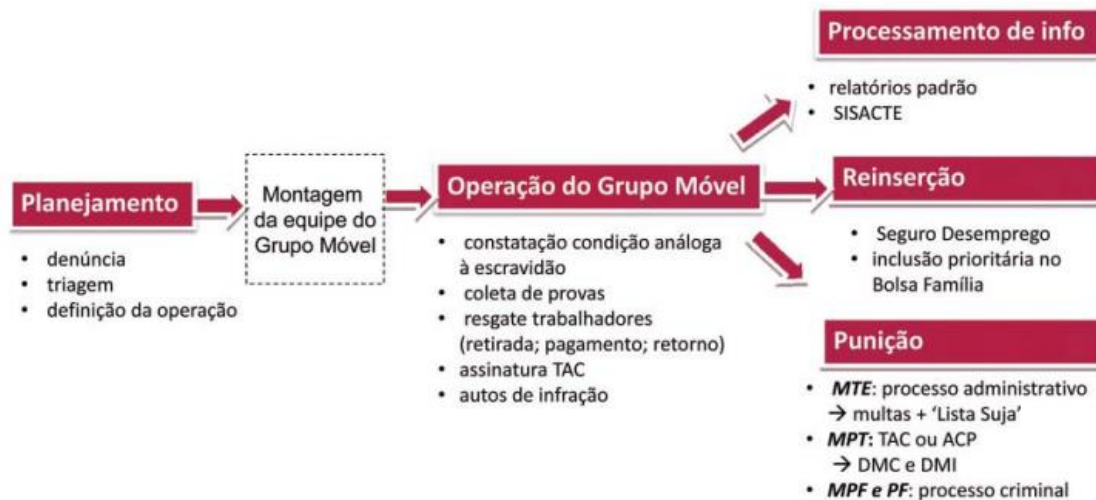 Planejamento
• denúncia
• triagem
• definição da operação
Montagem
da equipe do
Grupo Móvel
Operação do Grupo Móvel
• constatação condição análoga
à escravidão
• coleta de provas
• resgate trabalhadores
(retirada; pagamento; retorno)
• assinatura TAC
• autos de infração
Processamento de info
• relatórios padrão
• SISACTE
Reinserção
• Seguro Desemprego
• inclusão prioritária no
Bolsa Família
Punição
• MTE: processo administrativo
→ multas + ‘Lista Suja’
• MPT: TAC ou ACP
→ DMC e DMI
• MPF e PF: processo criminal